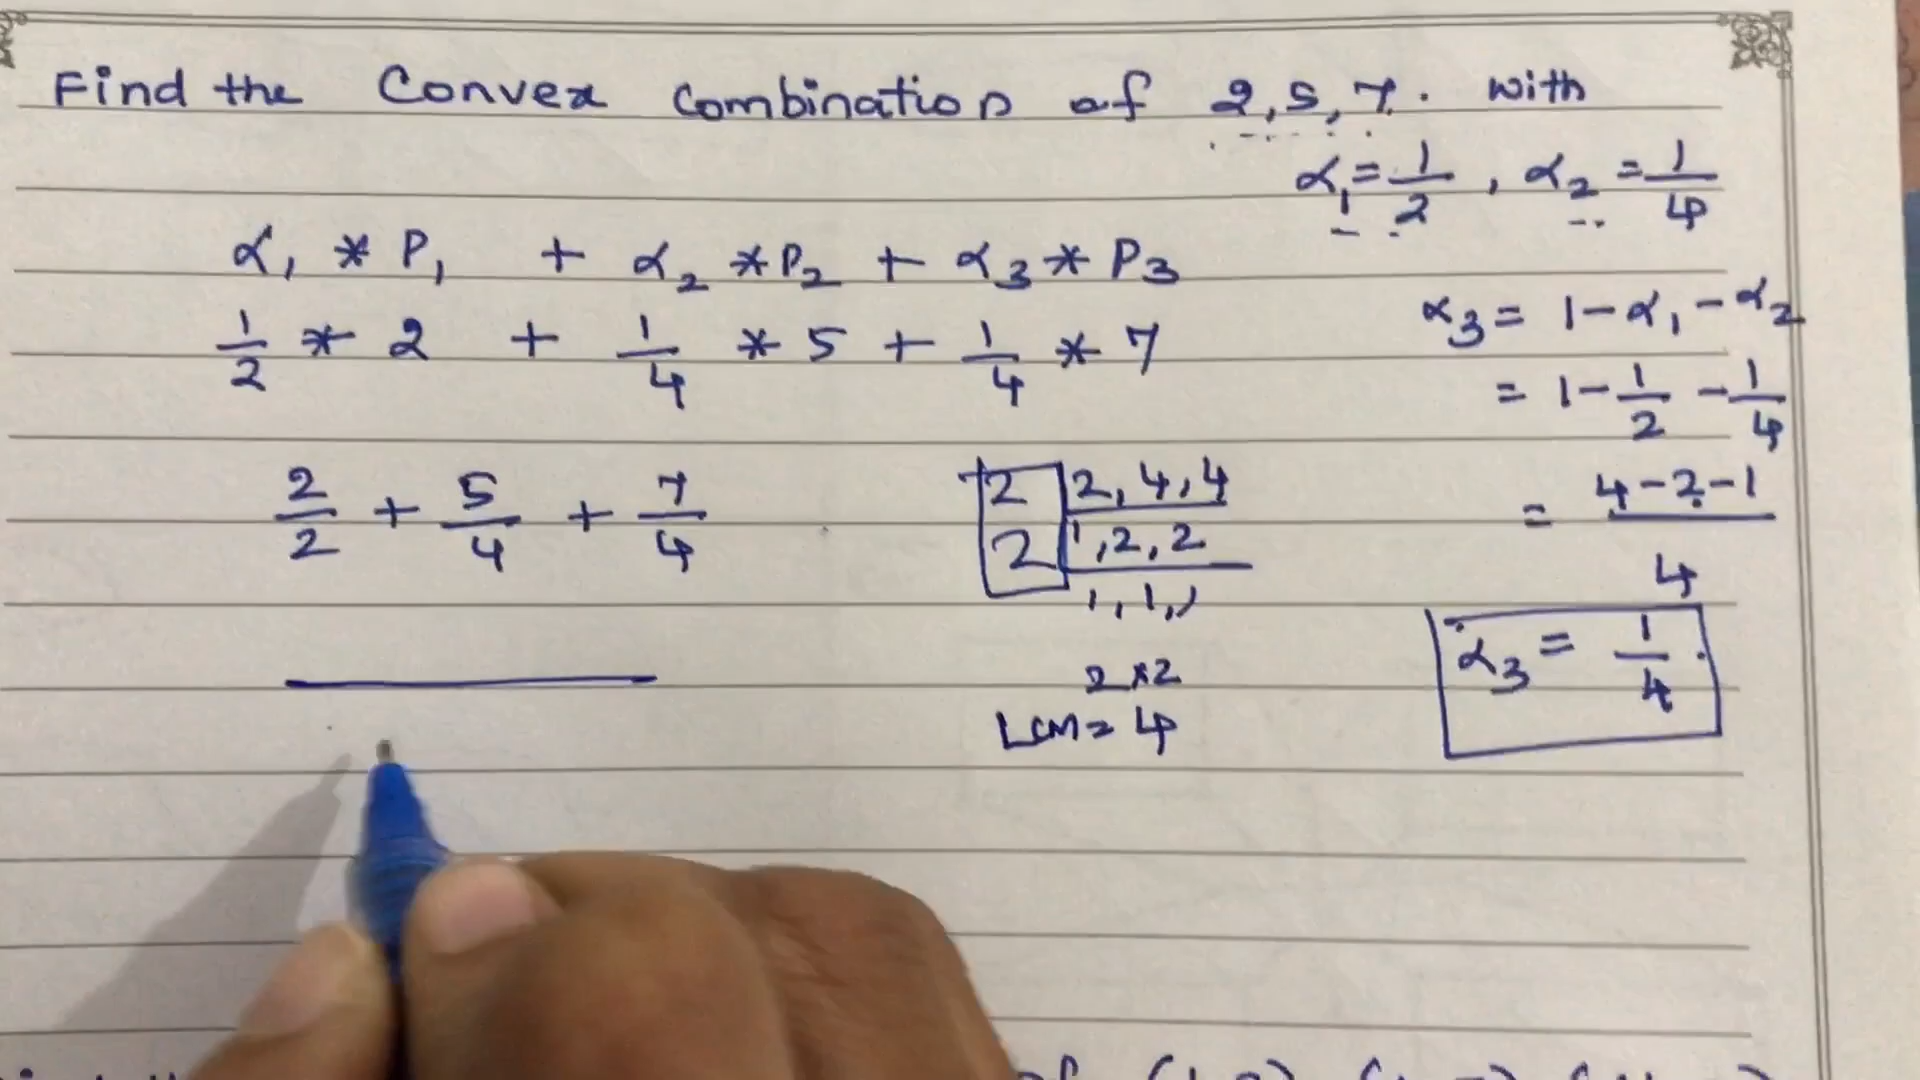 Find the Convex Combination of 2,5,7. with
α₁ = 1/2 , α₂ = 1/4
α₁ * P₁ + α₂ * P₂ + α₃ * P₃
1/2 * 2 + 1/4 * 5 + 1/4 * 7
2/2 + 5/4 + 7/4
2 | 2, 4, 4
2 | 1, 2, 2
1, 1, 1
2 * 2
LCM = 4
α₃ = 1 - α₁ - α₂
= 1 - 1/2 - 1/4
= 4 - 2 - 1 / 4
α₃ = 1/4